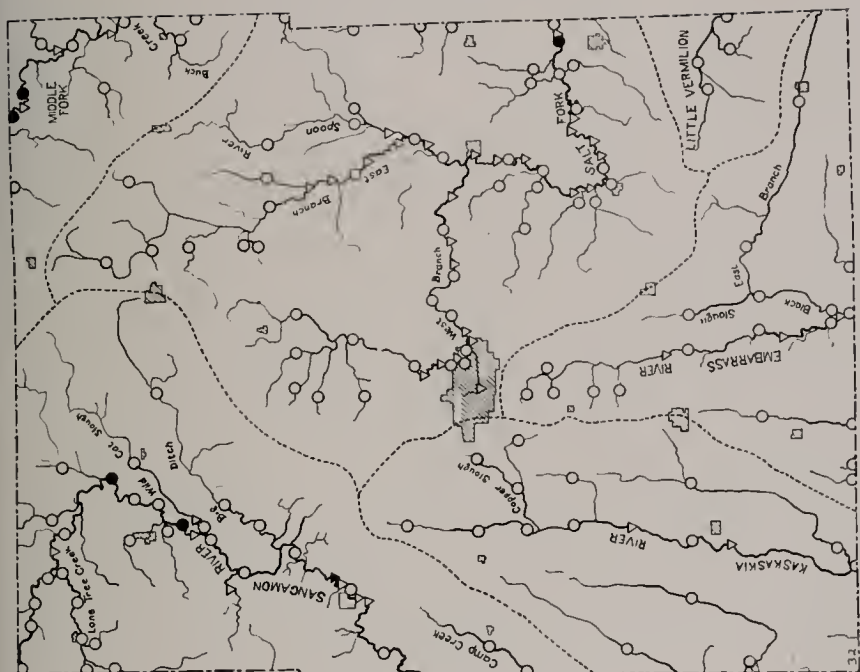 Creek
Buck
MIDDLE
FORK
LITTLE VERMILION
FORK
SALT
Spoon
River
East
Branch
Branch
West
Branch
East
Slough
Black
EMBARRASS
RIVER
Cat
Slough
Wild
Ditch
Big
RIVER
SANGAMON
Lone Tree Creek
Copper Slough
RIVER
KASKASKIA
Camp Creek